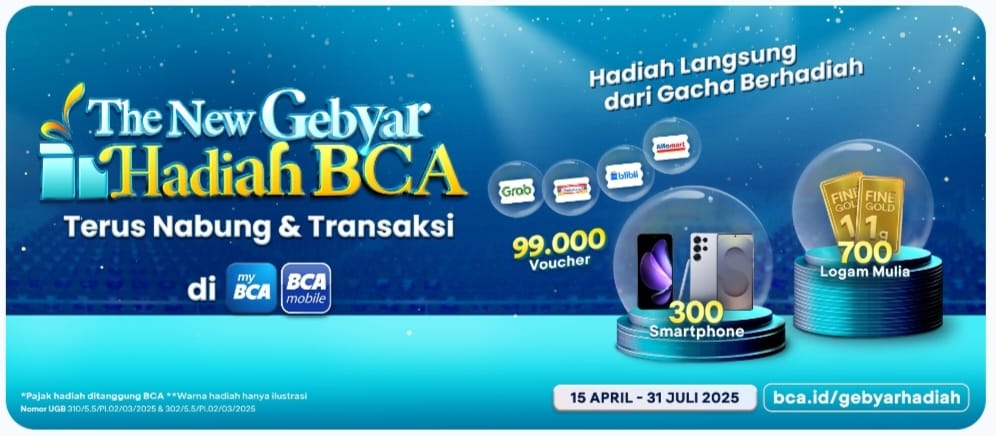 The New Gebyar
Hadiah BCA
Terus Nabung & Transaksi
di
my
BCA
BCA
mobile
Hadiah Langsung
dari Gacha Berhadiah
Grab
blibli
Alfamart
99.000
Voucher
300
Smartphone
FINE
GOLD
1
FINE
GOLD
1g
700
Logam Mulia
*Pajak hadiah ditanggung BCA **Warna hadiah hanya ilustrasi
Nomor UGB 310/5.5/PI.02/03/2025 & 302/5.5/PI.02/03/2025
15 APRIL - 31 JULI 2025
bca.id/gebyarhadiah